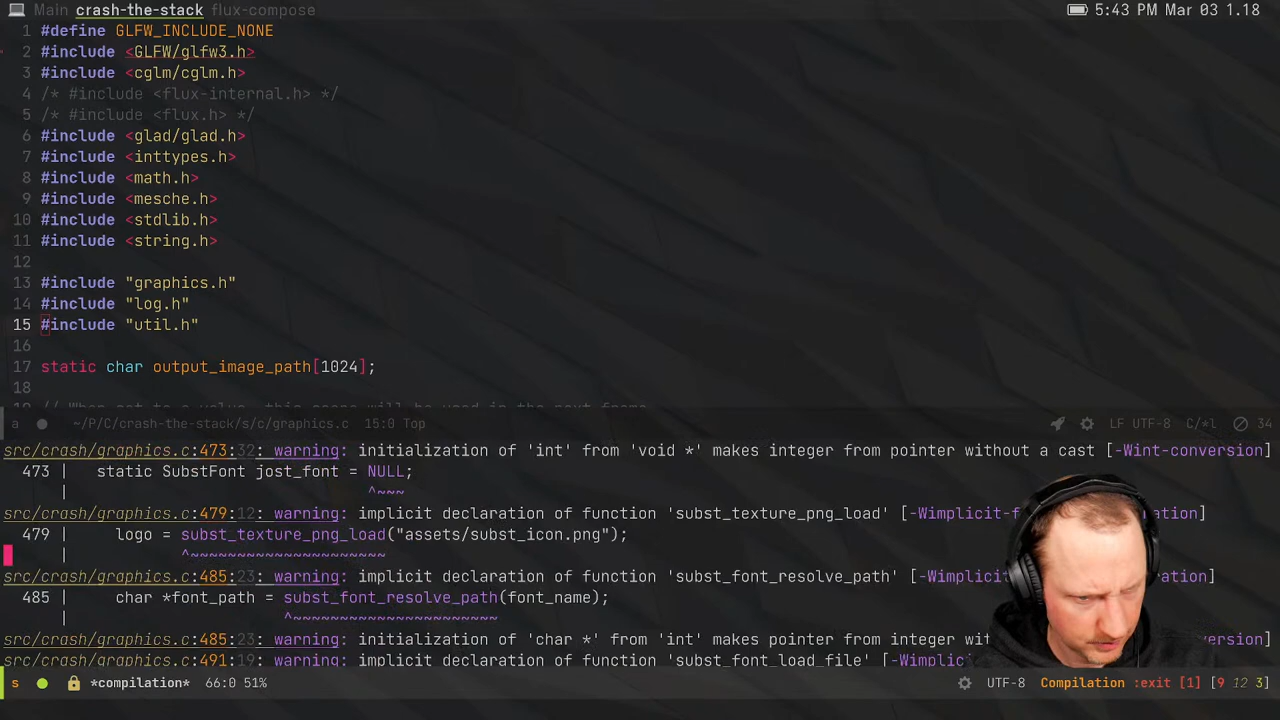 Main crash-the-stack flux-compose 5:43 PM Mar 03 1.18
1 #define GLFW_INCLUDE_NONE
2 #include <GLFW/glfw3.h>
3 #include <cglm/cglm.h>
4 /* #include <flux-internal.h> */
5 /* #include <flux.h> */
6 #include <glad/glad.h>
7 #include <inttypes.h>
8 #include <math.h>
9 #include <mesche.h>
10 #include <stdlib.h>
11 #include <string.h>
12
13 #include "graphics.h"
14 #include "log.h"
15 #include "util.h"
16
17 static char output_image_path[1024];
18
a ~/P/C/crash-the-stack/s/c/graphics.c 15:0 Top LF UTF-8 C/*l 34
src/crash/graphics.c:473:32: warning: initialization of 'int' from 'void *' makes integer from pointer without a cast [-Wint-conversion]
473 | static SubstFont jost_font = NULL;
| ^~~~
src/crash/graphics.c:479:12: warning: implicit declaration of function 'subst_texture_png_load' [-Wimplicit-f ration]
479 | logo = subst_texture_png_load("assets/subst_icon.png");
| ^~~~~~~~~~~~~~~~~~~~~~
src/crash/graphics.c:485:23: warning: implicit declaration of function 'subst_font_resolve_path' [-Wimplicit ration]
485 | char *font_path = subst_font_resolve_path(font_name);
| ^~~~~~~~~~~~~~~~~~~~~~~
src/crash/graphics.c:485:23: warning: initialization of 'char *' from 'int' makes pointer from integer wit version]
src/crash/graphics.c:491:19: warning: implicit declaration of function 'subst_font_load_file' [-Wimplic
s *compilation* 66:0 51% UTF-8 Compilation :exit [1] [9 12 3]